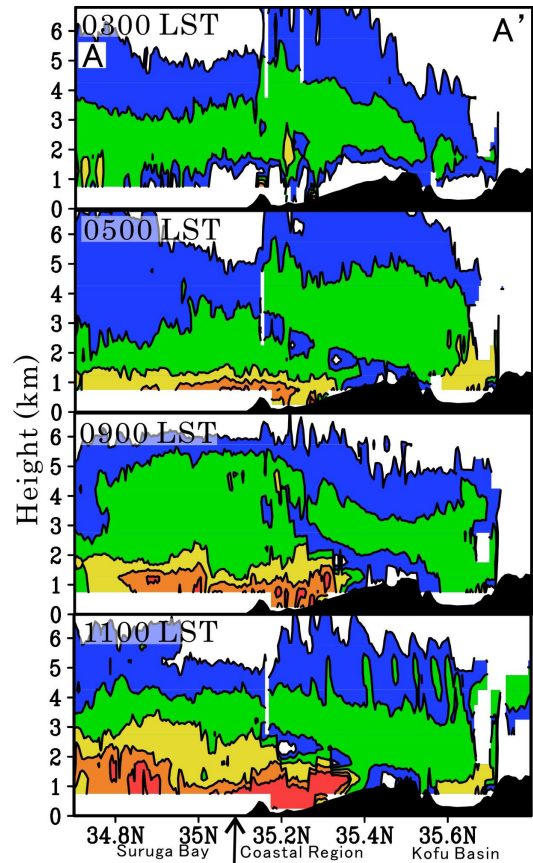 6 0300 LST A'
5 A
4
3
2
1
0
6 0500 LST
5
4
3
2
1
0
Height (km)
6 0900 LST
5
4
3
2
1
0
6 1100 LST
5
4
3
2
1
0
34.8N 35N 35.2N 35.4N 35.6N
Suruga Bay Coastal Region Kofu Basin